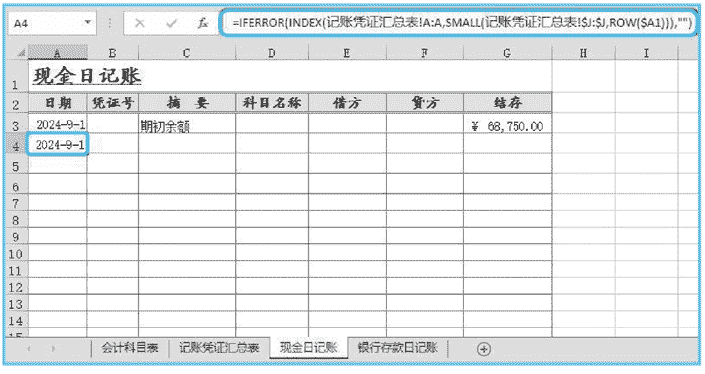 A4 fx =IFERROR(INDEX(记账凭证汇总表!A:A,SMALL(记账凭证汇总表!$J:$J,ROW($A1))),"")
A B C D E F G H I
1 现金日记账
2 日期 凭证号 摘 要 科目名称 借方 贷方 结存
3 2024-9-1 期初余额 ¥ 68,750.00
4 2024-9-1
5
6
7
8
9
10
11
12
13
14
15
会计科目表 记账凭证汇总表 现金日记账 银行存款日记账